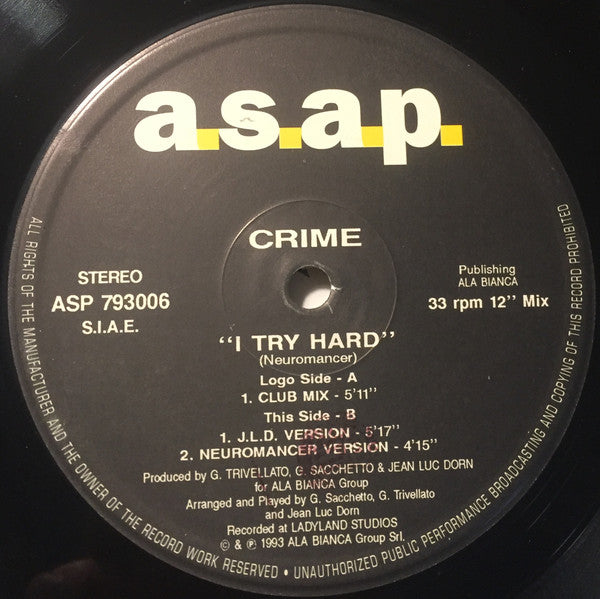 a.s.a.p.
CRIME
STEREO
ASP 793006
S.I.A.E.
Publishing
ALA BIANCA
33 rpm 12'' Mix
"I TRY HARD"
(Neuromancer)
Logo Side - A
1. CLUB MIX - 5'11''
This Side - B
1. J.L.D. VERSION - 5'17''
2. NEUROMANCER VERSION - 4'15''
Produced by G. TRIVELLATO, G. SACCHETTO & JEAN LUC DORN
for ALA BIANCA Group
Arranged and Played by G. Sacchetto, G. Trivellato
and Jean Luc Dorn
Recorded at LADYLAND STUDIOS
© & ℗ 1993 ALA BIANCA Group Srl.
ALL RIGHTS OF THE MANUFACTURER AND THE OWNER OF THE RECORD WORK RESERVED • UNAUTHORIZED PUBLIC PERFORMANCE BROADCASTING AND COPYING OF THIS RECORD PROHIBITED